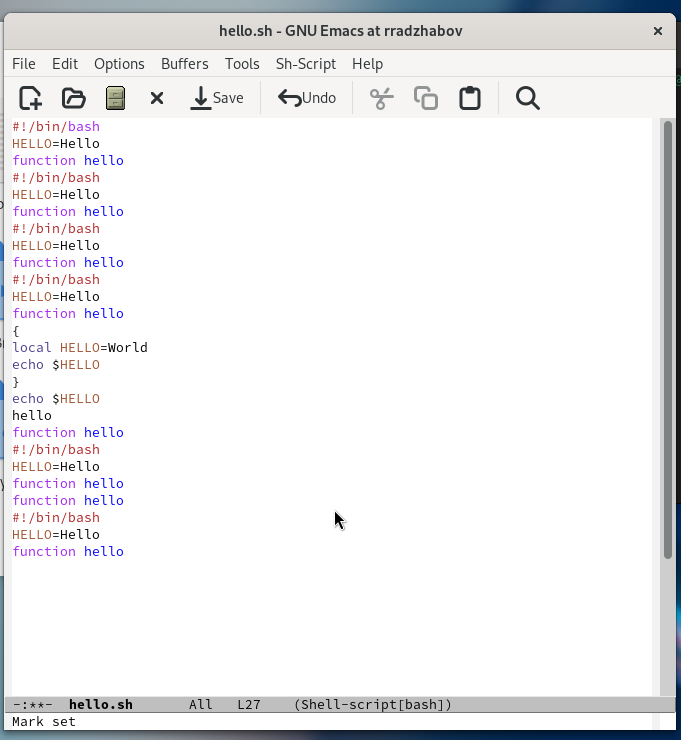 hello.sh - GNU Emacs at rradzhabov
File Edit Options Buffers Tools Sh-Script Help
Save Undo
#!/bin/bash
HELLO=Hello
function hello
#!/bin/bash
HELLO=Hello
function hello
#!/bin/bash
HELLO=Hello
function hello
#!/bin/bash
HELLO=Hello
function hello
{
local HELLO=World
echo $HELLO
}
echo $HELLO
hello
function hello
#!/bin/bash
HELLO=Hello
function hello
function hello
#!/bin/bash
HELLO=Hello
function hello
-:**- hello.sh All L27 (Shell-script[bash])
Mark set